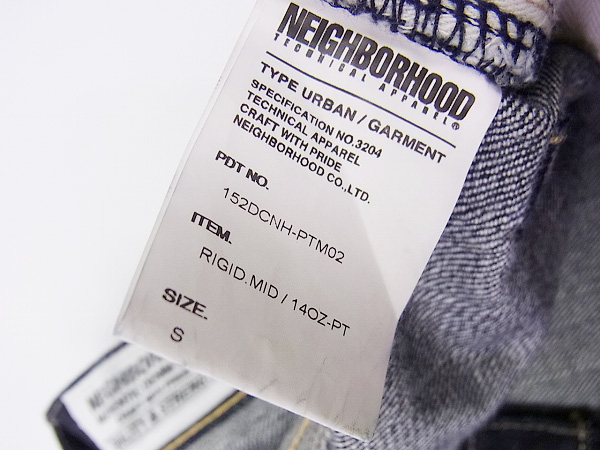 NEIGHBORHOOD
TECHNICAL APPAREL®
TYPE URBAN / GARMENT
SPECIFICATION NO.3204
TECHNICAL APPAREL
CRAFT WITH PRIDE
NEIGHBORHOOD CO.,LTD.
PDT NO.
152DCNH-PTM02
ITEM.
RIGID.MID / 14OZ-PT
SIZE.
S
NEIGHBORHOOD